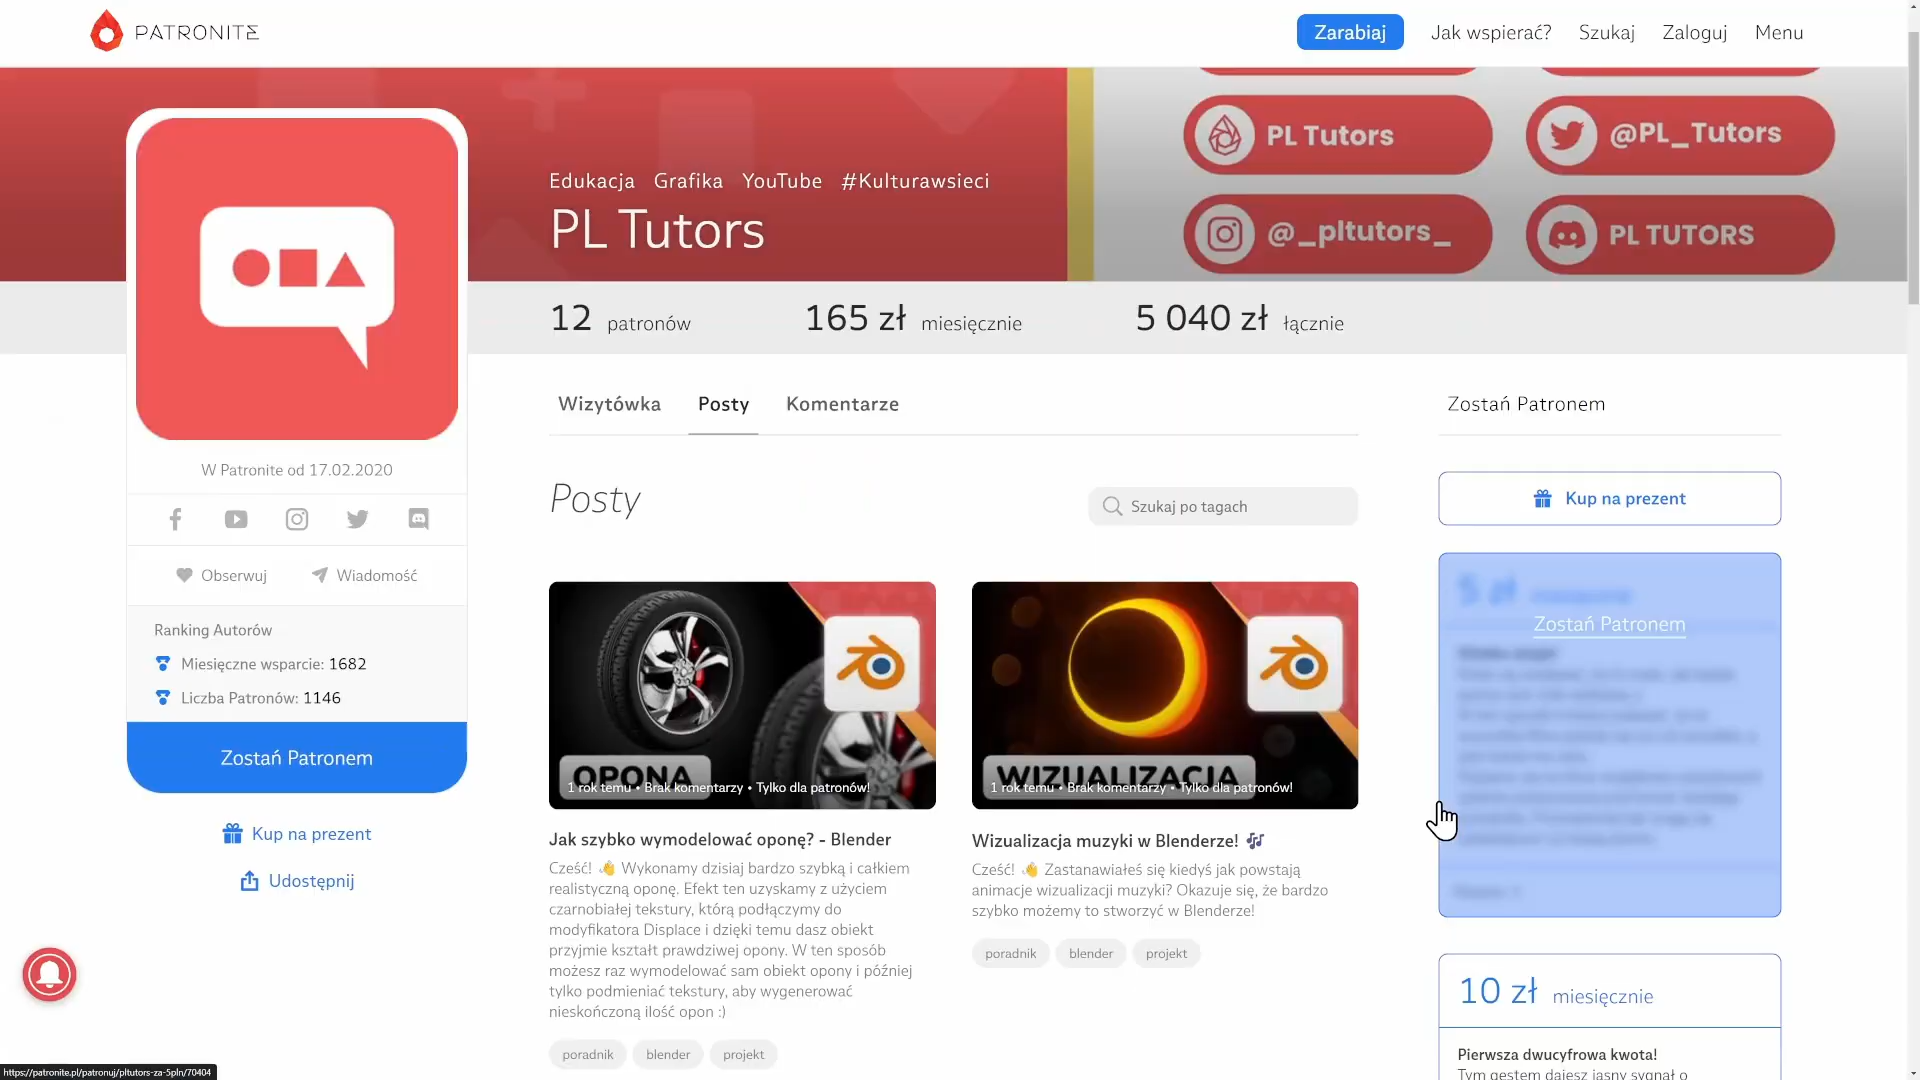 PATRONITE
Zarabiaj
Jak wspierać?
Szukaj
Zaloguj
Menu
PL Tutors
@PL_Tutors
@_pltutors_
PL TUTORS
Edukacja Grafika YouTube #Kulturawsieci
PL Tutors
12 patronów
165 zł miesięcznie
5 040 zł łącznie
W Patronite od 17.02.2020
Obserwuj
Wiadomość
Ranking Autorów
Miesięczne wsparcie: 1682
Liczba Patronów: 1146
Zostań Patronem
Kup na prezent
Udostępnij
Wizytówka
Posty
Komentarze
Posty
Szukaj po tagach
OPONA
1 rok temu • Brak komentarzy • Tylko dla patronów!
Jak szybko wymodelować oponę? - Blender
Cześć! 👋 Wykonamy dzisiaj bardzo szybką i całkiem
realistyczną oponę. Efekt ten uzyskamy z użyciem
czarnobiałej tekstury, którą podłączymy do
modyfikatora Displace i dzięki temu dasz obiekt
przyjmie kształt prawdziwej opony. W ten sposób
możesz raz wymodelować sam obiekt opony i później
tylko podmieniać tekstury, aby wygenerować
nieskończoną ilość opon :)
poradnik
blender
projekt
WIZUALIZACJA
1 rok temu • Brak komentarzy • Tylko dla patronów!
Wizualizacja muzyki w Blenderze! 🎶
Cześć! 👋 Zastanawiałeś się kiedyś jak powstają
animacje wizualizacji muzyki? Okazuje się, że bardzo
szybko możemy to stworzyć w Blenderze!
poradnik
blender
projekt
Zostań Patronem
Kup na prezent
5 zł
Zostań Patronem
10 zł miesięcznie
Pierwsza dwucyfrowa kwota!
Tym gestem dajesz jasny sygnał o
https://patronite.pl/patronuj/pltutors-za-5pln/70404